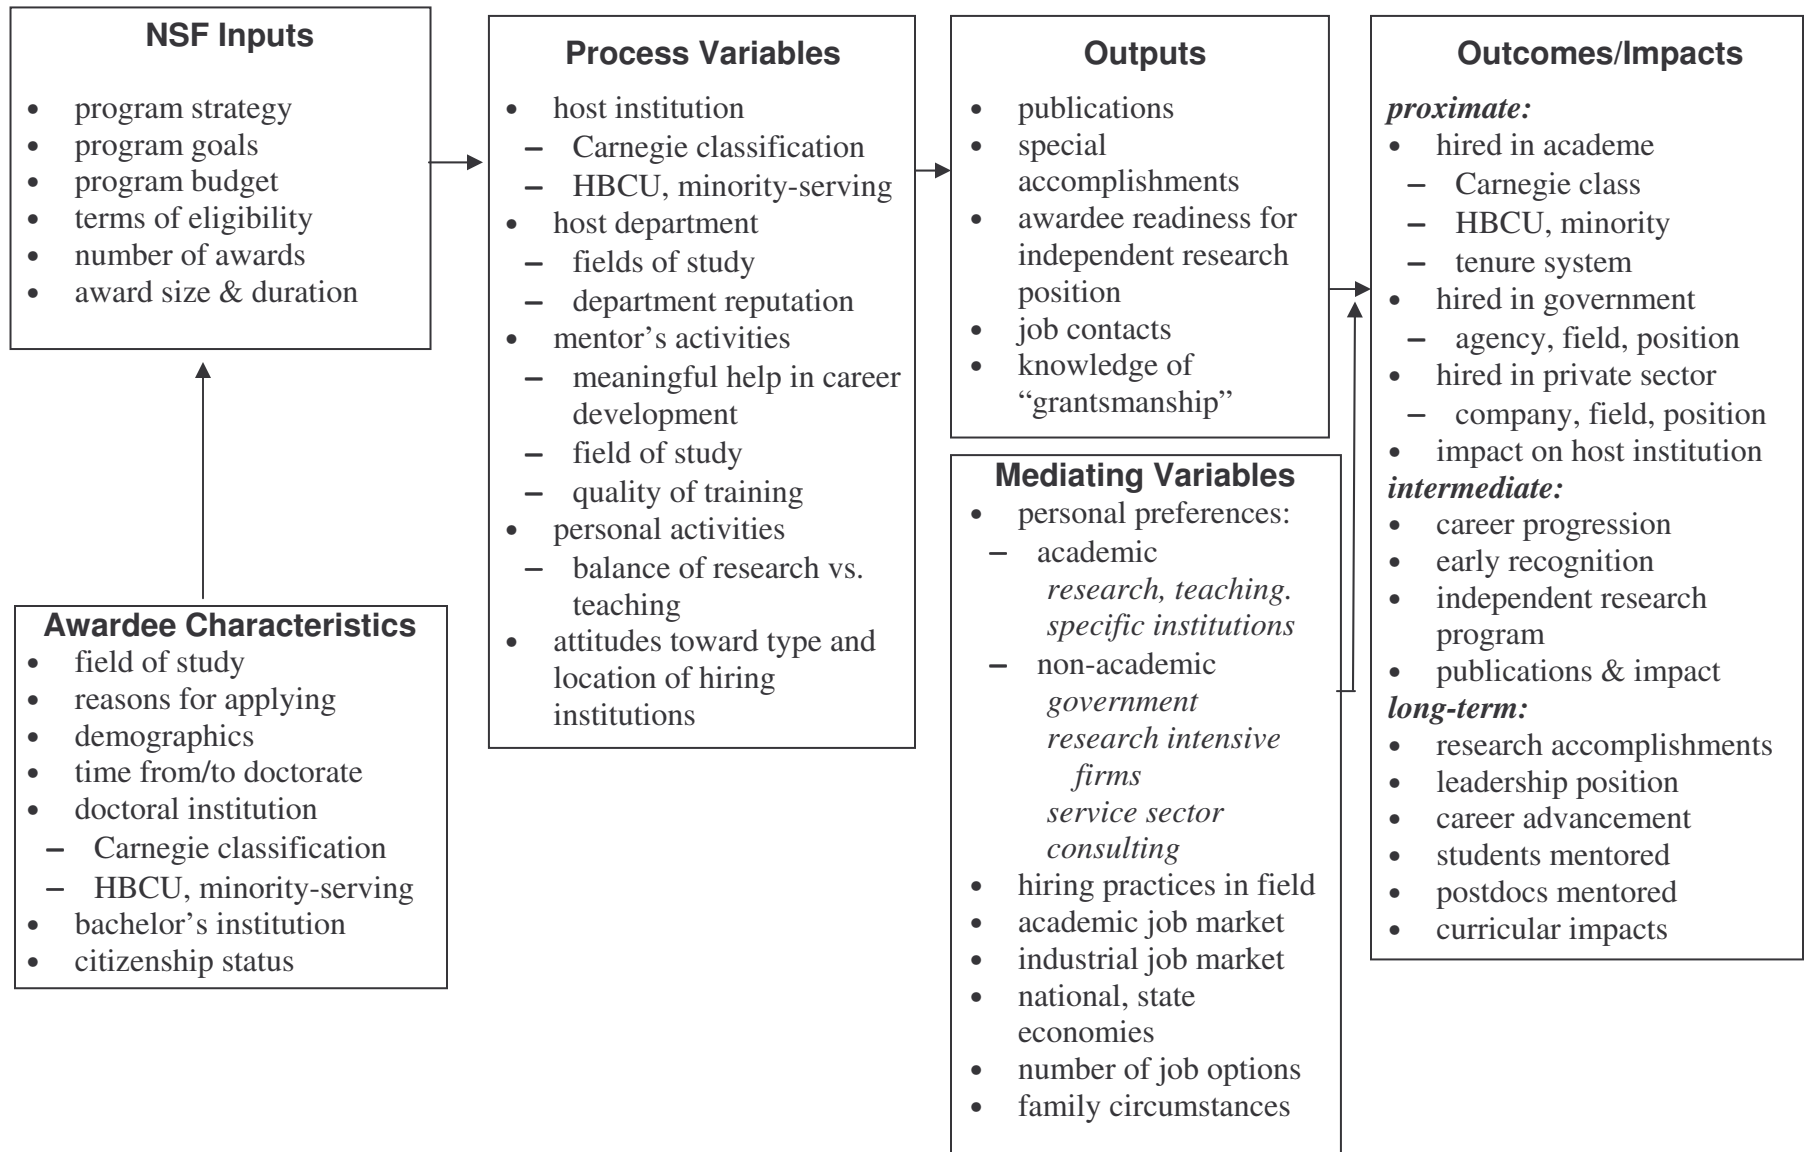 NSF Inputs
• program strategy
• program goals
• program budget
• terms of eligibility
• number of awards
• award size & duration
Awardee Characteristics
• field of study
• reasons for applying
• demographics
• time from/to doctorate
• doctoral institution
– Carnegie classification
– HBCU, minority-serving
• bachelor’s institution
• citizenship status
Process Variables
• host institution
– Carnegie classification
– HBCU, minority-serving
• host department
– fields of study
– department reputation
• mentor’s activities
– meaningful help in career
development
– field of study
– quality of training
• personal activities
– balance of research vs.
teaching
• attitudes toward type and
location of hiring
institutions
Outputs
• publications
• special
accomplishments
• awardee readiness for
independent research
position
• job contacts
• knowledge of
“grantsmanship”
Mediating Variables
• personal preferences:
– academic
research, teaching.
specific institutions
– non-academic
government
research intensive
firms
service sector
consulting
• hiring practices in field
• academic job market
• industrial job market
• national, state
economies
• number of job options
• family circumstances
Outcomes/Impacts
proximate:
• hired in academe
– Carnegie class
– HBCU, minority
– tenure system
• hired in government
– agency, field, position
• hired in private sector
– company, field, position
• impact on host institution
intermediate:
• career progression
• early recognition
• independent research
program
• publications & impact
long-term:
• research accomplishments
• leadership position
• career advancement
• students mentored
• postdocs mentored
• curricular impacts